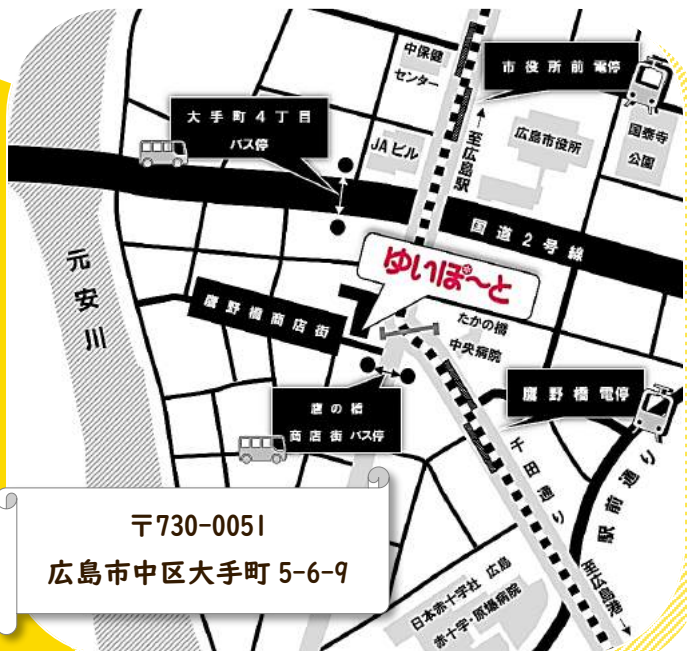 中保健
センター
市役所前電停
大手町4丁目
バス停
JAビル
←至広島駅
広島市役所
国泰寺
公園
国道2号線
元安川
ゆいぽ～と
鷹野橋商店街
たかの橋
中央病院
鷹の橋
商店街バス停
鷹野橋電停
千田通り
駅前通り
〒730-0051
広島市中区大手町 5-6-9
日本赤十字社 広島
赤十字・原爆病院
至広島港→